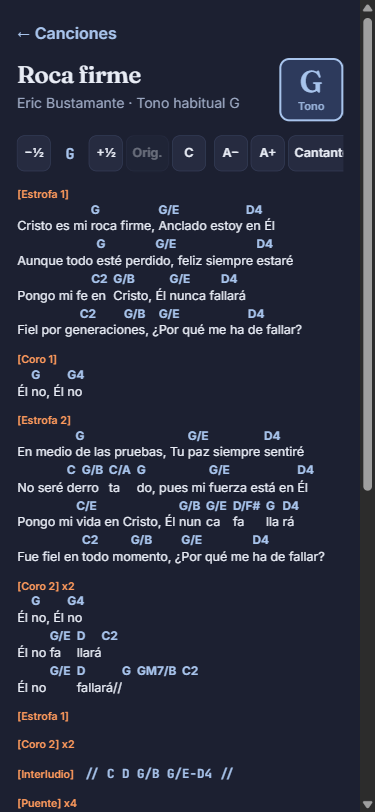 ← Canciones
Roca firme
Eric Bustamante · Tono habitual G
G
Tono
−½ G +½ Orig. C A− A+ Cantant
[Estrofa 1]
G G/E D4
Cristo es mi roca firme, Anclado estoy en Él
G G/E D4
Aunque todo esté perdido, feliz siempre estaré
C2 G/B G/E D4
Pongo mi fe en Cristo, Él nunca fallará
C2 G/B G/E D4
Fiel por generaciones, ¿Por qué me ha de fallar?
[Coro 1]
G G4
Él no, Él no
[Estrofa 2]
G G/E D4
En medio de las pruebas, Tu paz siempre sentiré
C G/B C/A G G/E D4
No seré derro ta do, pues mi fuerza está en Él
C/E G/B G/E D/F# G D4
Pongo mi vida en Cristo, Él nun ca fa lla rá
C2 G/B G/E D4
Fue fiel en todo momento, ¿Por qué me ha de fallar?
[Coro 2] x2
G G4
Él no, Él no
G/E D C2
Él no fa llará
G/E D G GM7/B C2
Él no fallará//
[Estrofa 1]
[Coro 2] x2
[Interludio] // C D G/B G/E-D4 //
[Puente] x4